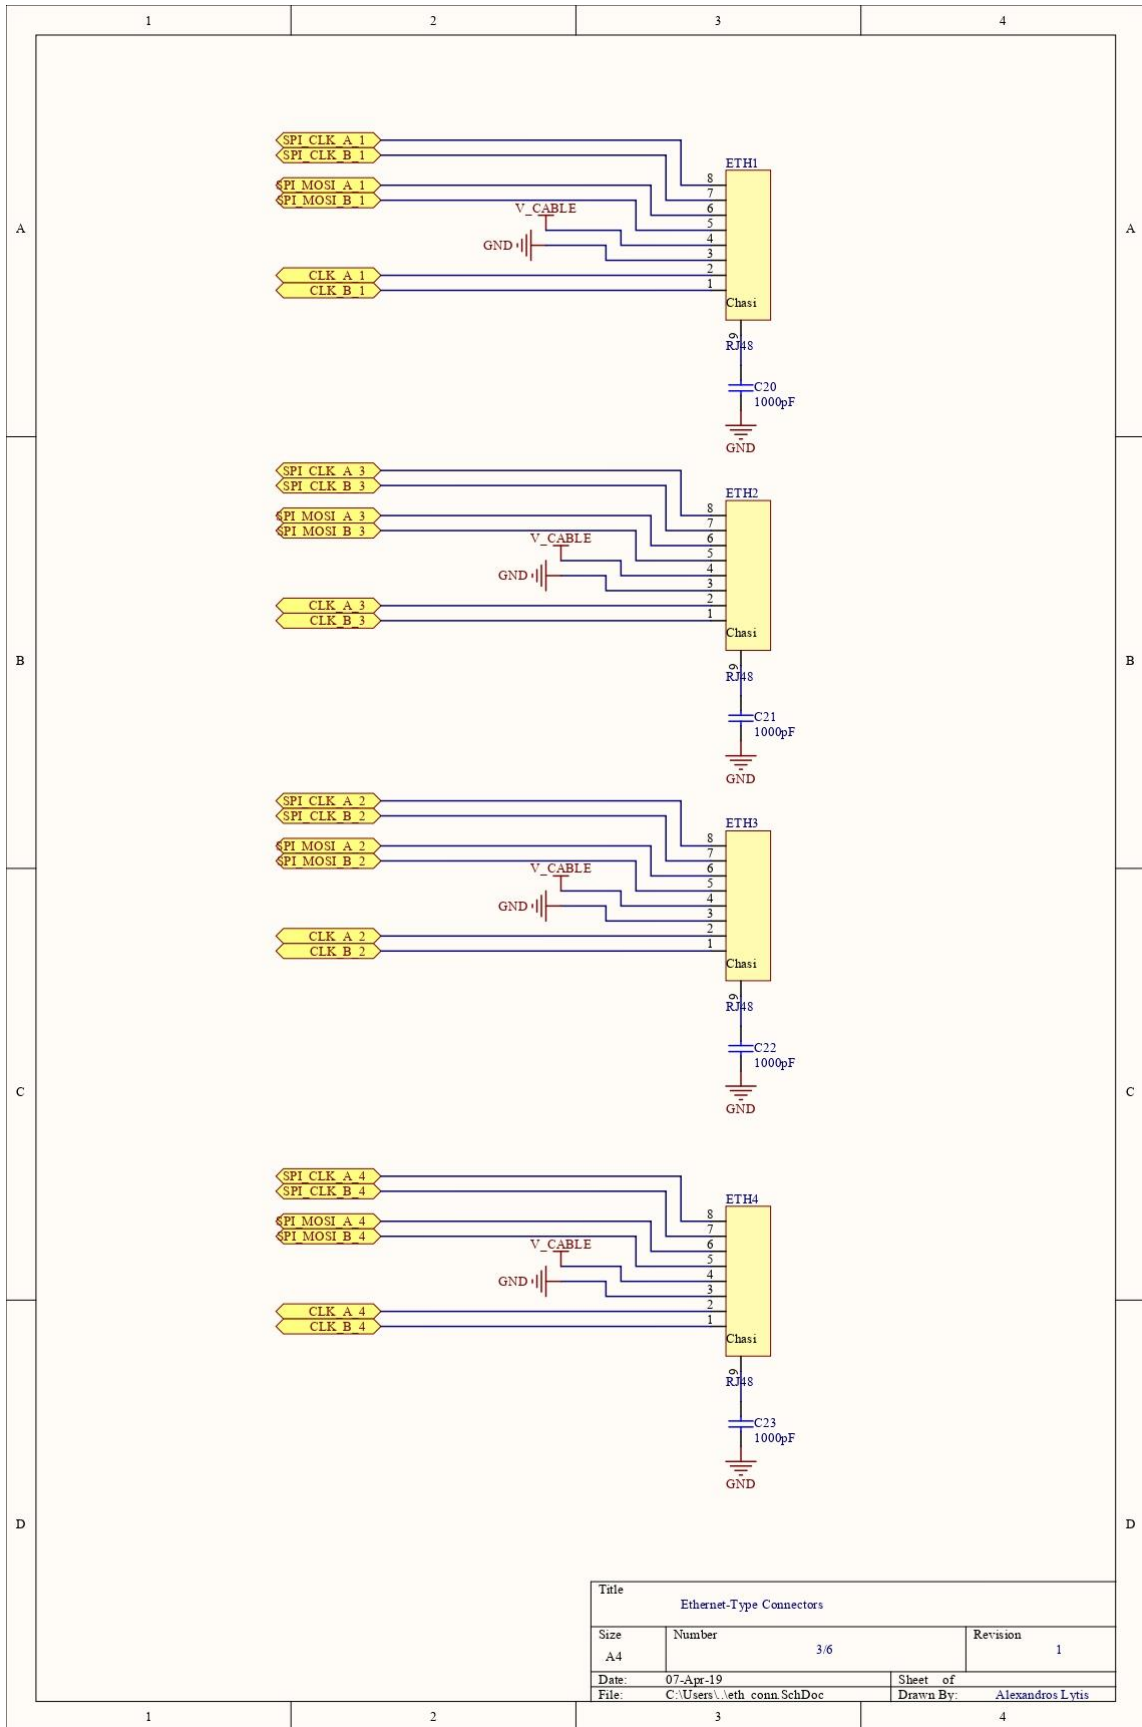 1 2 3 4
SPI_CLK_A_1
SPI_CLK_B_1
ETH1
SPI_MOSI_A_1
SPI_MOSI_B_1
V_CABLE
GND
CLK_A_1
CLK_B_1
8
7
6
5
4
3
2
1
Chasi
9
RJ48
C20
1000pF
GND
A A
SPI_CLK_A_3
SPI_CLK_B_3
ETH2
SPI_MOSI_A_3
SPI_MOSI_B_3
V_CABLE
GND
CLK_A_3
CLK_B_3
8
7
6
5
4
3
2
1
Chasi
9
RJ48
C21
1000pF
GND
B B
SPI_CLK_A_2
SPI_CLK_B_2
ETH3
SPI_MOSI_A_2
SPI_MOSI_B_2
V_CABLE
GND
CLK_A_2
CLK_B_2
8
7
6
5
4
3
2
1
Chasi
9
RJ48
C22
1000pF
GND
C C
SPI_CLK_A_4
SPI_CLK_B_4
ETH4
SPI_MOSI_A_4
SPI_MOSI_B_4
V_CABLE
GND
CLK_A_4
CLK_B_4
8
7
6
5
4
3
2
1
Chasi
9
RJ48
C23
1000pF
GND
D D
Title
Ethernet-Type Connectors
Size Number Revision
A4 3/6 1
Date: 07-Apr-19 Sheet of
File: C:\Users\..\eth_conn.SchDoc Drawn By: Alexandros Lytis
1 2 3 4